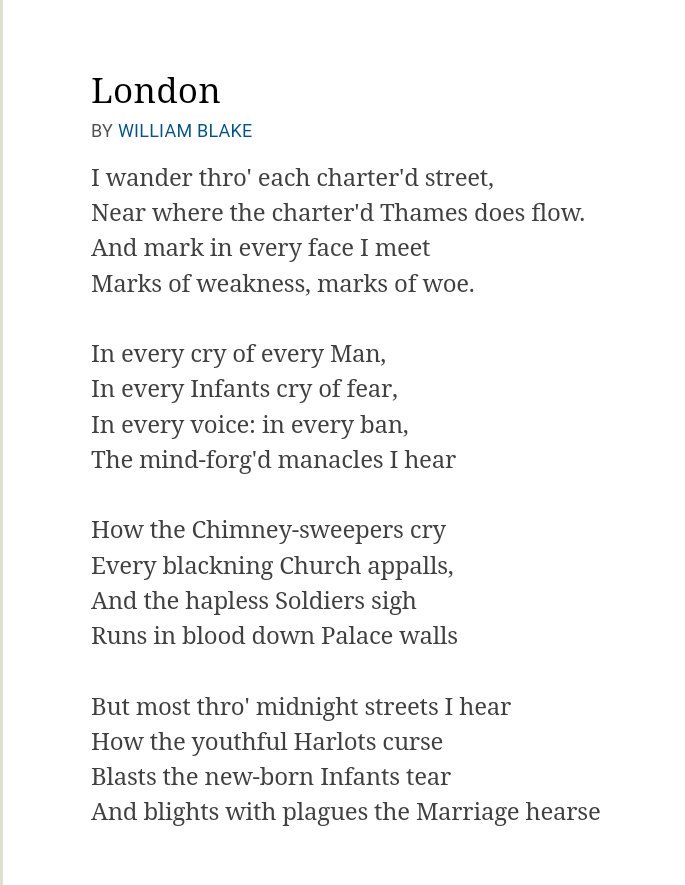 London
BY WILLIAM BLAKE
I wander thro' each charter'd street,
Near where the charter'd Thames does flow.
And mark in every face I meet
Marks of weakness, marks of woe.
In every cry of every Man,
In every Infants cry of fear,
In every voice: in every ban,
The mind-forg'd manacles I hear
How the Chimney-sweepers cry
Every blackning Church appalls,
And the hapless Soldiers sigh
Runs in blood down Palace walls
But most thro' midnight streets I hear
How the youthful Harlots curse
Blasts the new-born Infants tear
And blights with plagues the Marriage hearse